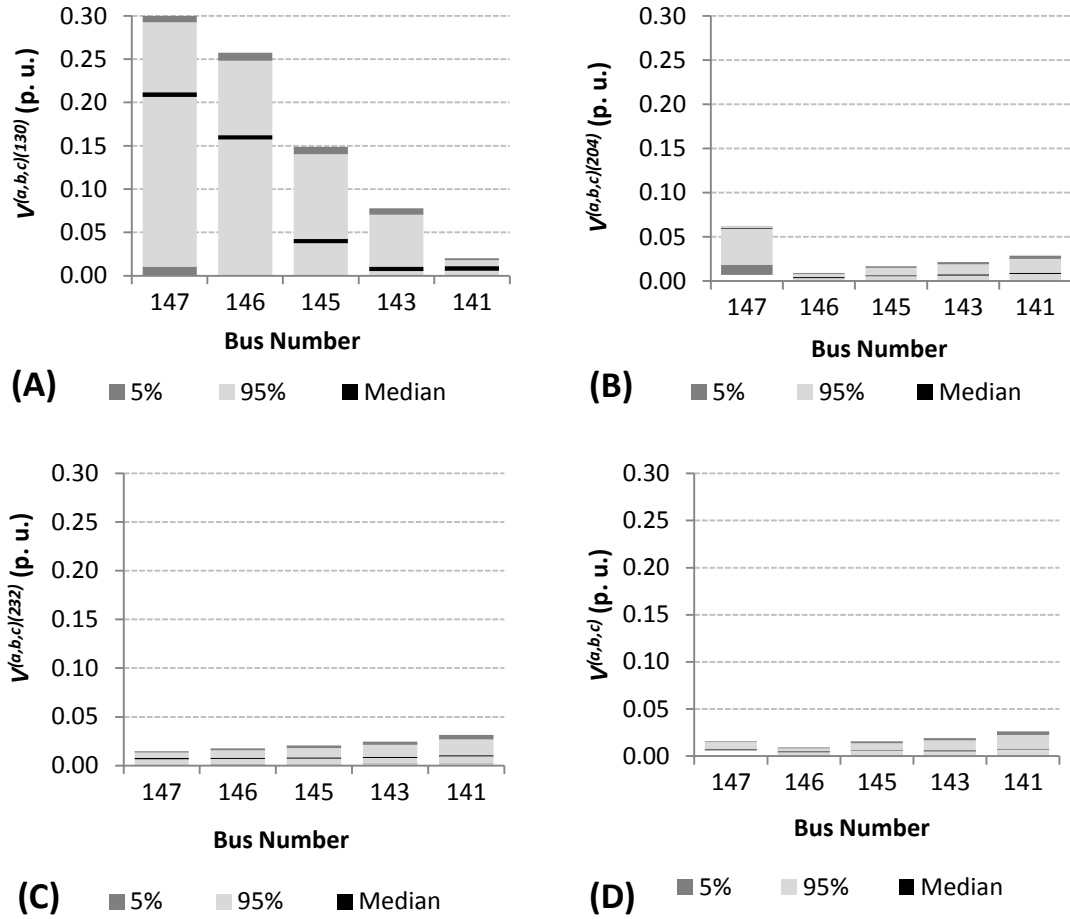 0.30
0.25
0.20
0.15
0.10
0.05
0.00
V(a,b,c)(130) (p. u.)
147 146 145 143 141
Bus Number
(A)
5% 95% Median
0.30
0.25
0.20
0.15
0.10
0.05
0.00
V(a,b,c)(204) (p. u.)
147 146 145 143 141
Bus Number
(B)
5% 95% Median
0.30
0.25
0.20
0.15
0.10
0.05
0.00
V(a,b,c)(232) (p. u.)
147 146 145 143 141
Bus Number
(C)
5% 95% Median
0.30
0.25
0.20
0.15
0.10
0.05
0.00
V(a,b,c) (p. u.)
147 146 145 143 141
Bus Number
(D)
5% 95% Median